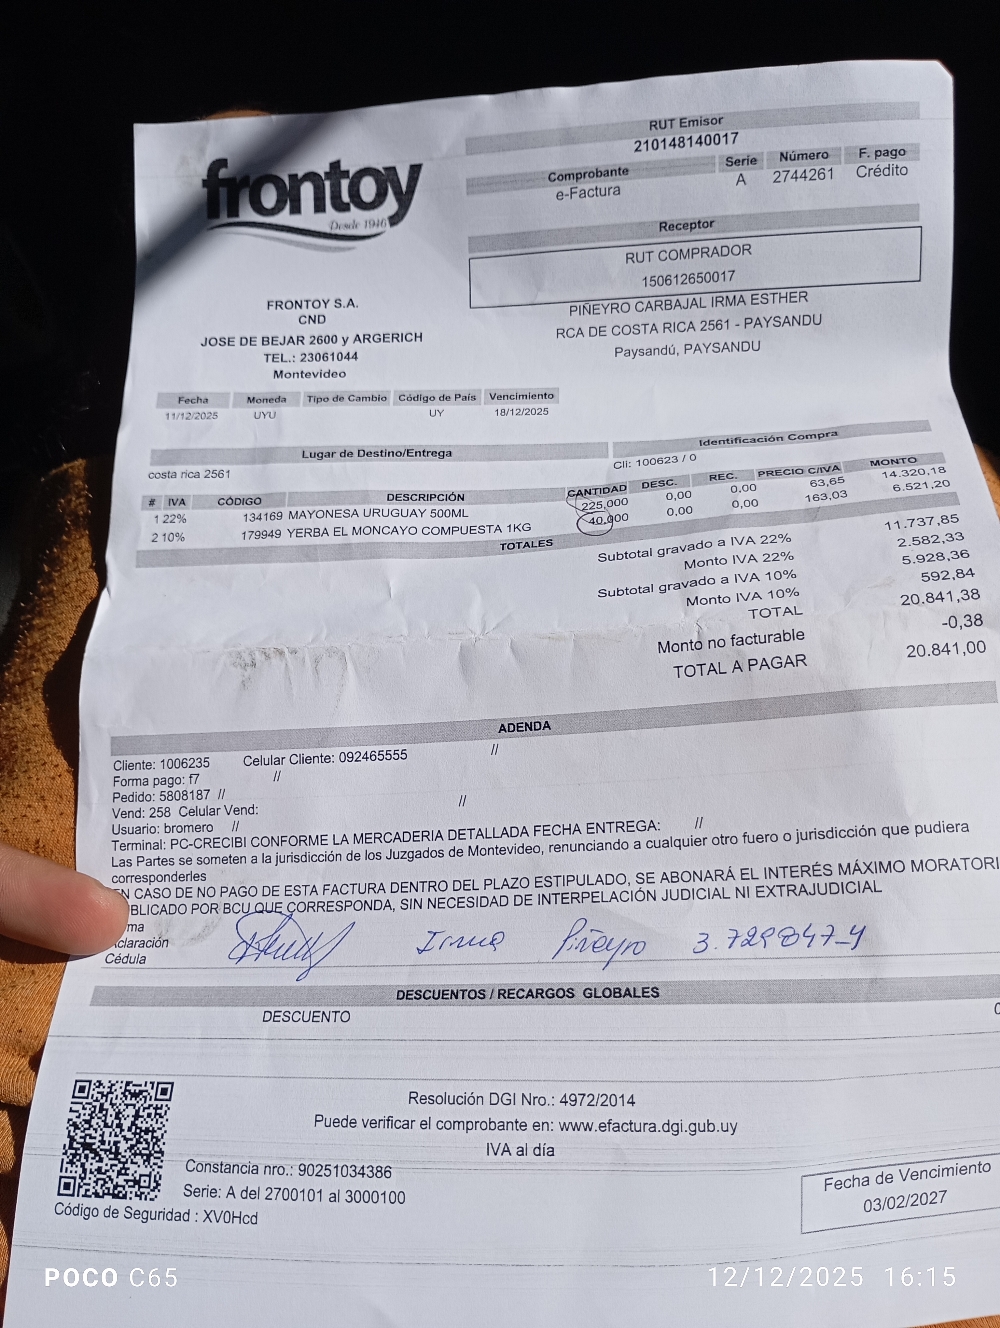 frontoy
Desde 1946
FRONTOY S.A.
CND
JOSE DE BEJAR 2600 y ARGERICH
TEL.: 23061044
Montevideo
RUT Emisor
210148140017
Comprobante Serie Número F. pago
e-Factura A 2744261 Crédito
Receptor
RUT COMPRADOR
150612650017
PIÑEYRO CARBAJAL IRMA ESTHER
RCA DE COSTA RICA 2561 - PAYSANDU
Paysandú, PAYSANDU
Fecha Moneda Tipo de Cambio Código de País Vencimiento
11/12/2025 UYU UY 18/12/2025
Lugar de Destino/Entrega Identificación Compra
costa rica 2561 Cli: 100623 / 0
# IVA CÓDIGO DESCRIPCIÓN CANTIDAD DESC. REC. PRECIO C/IVA MONTO
1 22% 134169 MAYONESA URUGUAY 500ML 225,000 0,00 0,00 63,65 14.320,18
2 10% 179949 YERBA EL MONCAYO COMPUESTA 1KG 40,000 0,00 0,00 163,03 6.521,20
TOTALES
Subtotal gravado a IVA 22% 11.737,85
Monto IVA 22% 2.582,33
Subtotal gravado a IVA 10% 5.928,36
Monto IVA 10% 592,84
TOTAL 20.841,38
Monto no facturable -0,38
TOTAL A PAGAR 20.841,00
ADENDA
Cliente: 1006235 Celular Cliente: 092465555 //
Forma pago: f7 //
Pedido: 5808187 //
Vend: 258 Celular Vend: //
Usuario: bromero //
Terminal: PC-CRECIBI CONFORME LA MERCADERIA DETALLADA FECHA ENTREGA: //
Las Partes se someten a la jurisdicción de los Juzgados de Montevideo, renunciando a cualquier otro fuero o jurisdicción que pudiera
corresponderles
EN CASO DE NO PAGO DE ESTA FACTURA DENTRO DEL PLAZO ESTIPULADO, SE ABONARÁ EL INTERÉS MÁXIMO MORATORI
BLICADO POR BCU QUE CORRESPONDA, SIN NECESIDAD DE INTERPELACIÓN JUDICIAL NI EXTRAJUDICIAL
ma
claración Irma Piñeyro 3.729847-4
Cédula
DESCUENTOS / RECARGOS GLOBALES
DESCUENTO 0
Resolución DGI Nro.: 4972/2014
Puede verificar el comprobante en: www.efactura.dgi.gub.uy
IVA al día
Constancia nro.: 90251034386
Serie: A del 2700101 al 3000100
Código de Seguridad : XV0Hcd
Fecha de Vencimiento
03/02/2027
POCO C65 12/12/2025 16:15